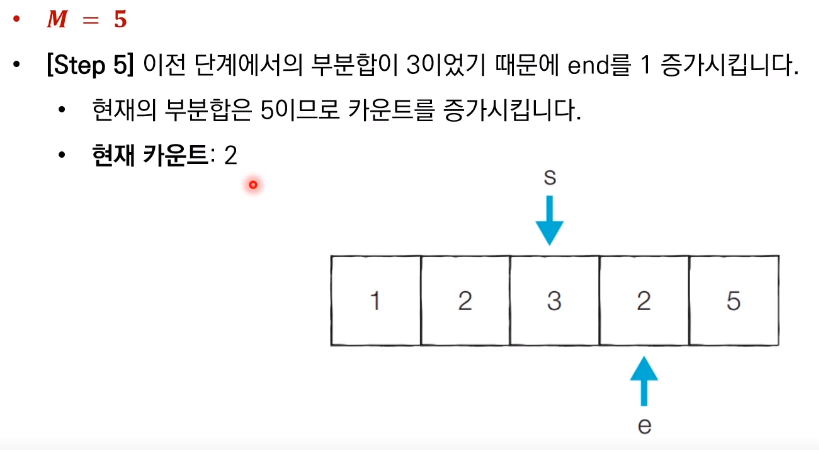 • M = 5
• [Step 5] 이전 단계에서의 부분합이 3이었기 때문에 end를 1 증가시킵니다.
• 현재의 부분합은 5이므로 카운트를 증가시킵니다.
• 현재 카운트: 2
s
1 2 3 2 5
e